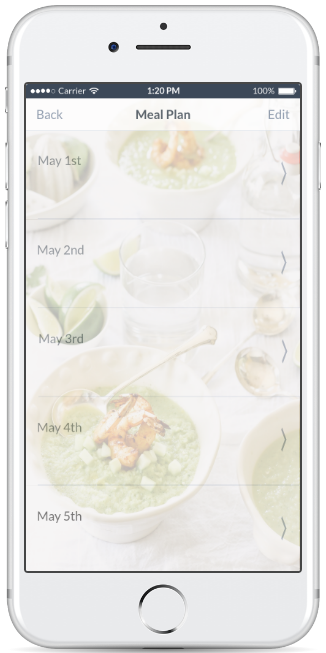 Carrier 1:20 PM 100%
Back Meal Plan Edit
May 1st
May 2nd
May 3rd
May 4th
May 5th